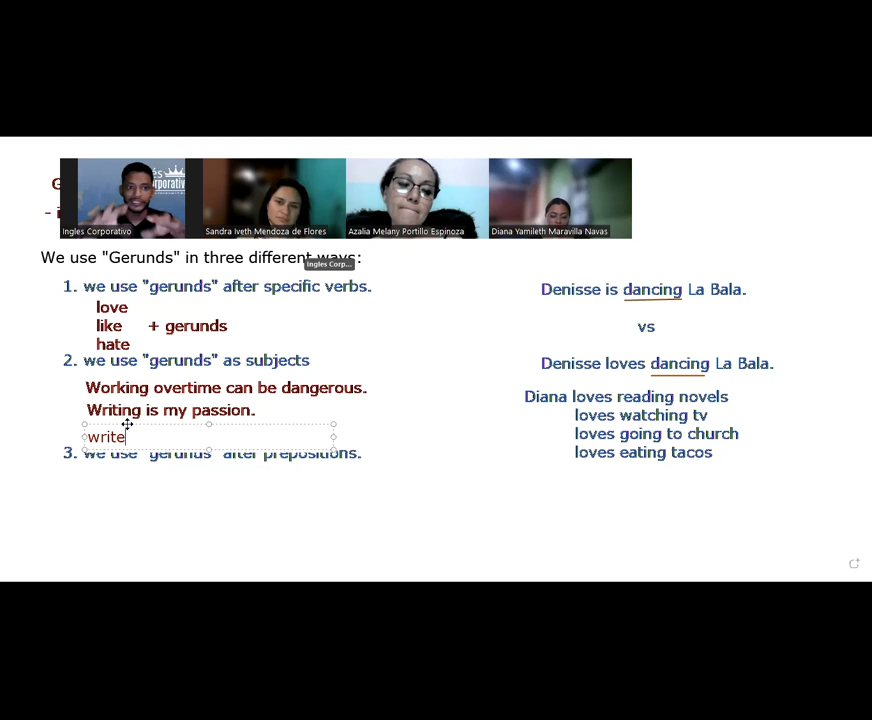 és
orporativ
G
- i
Ingles Corporativo
Sandra Iveth Mendoza de Flores
Azalia Melany Portillo Espinoza
Diana Yamileth Maravilla Navas
We use "Gerunds" in three different ways:
Ingles Corp...
1. we use "gerunds" after specific verbs.
love
like + gerunds
hate
2. we use "gerunds" as subjects
Working overtime can be dangerous.
Writing is my passion.
write
3. we use "gerunds" after prepositions.
Denisse is dancing La Bala.
vs
Denisse loves dancing La Bala.
Diana loves reading novels
loves watching tv
loves going to church
loves eating tacos